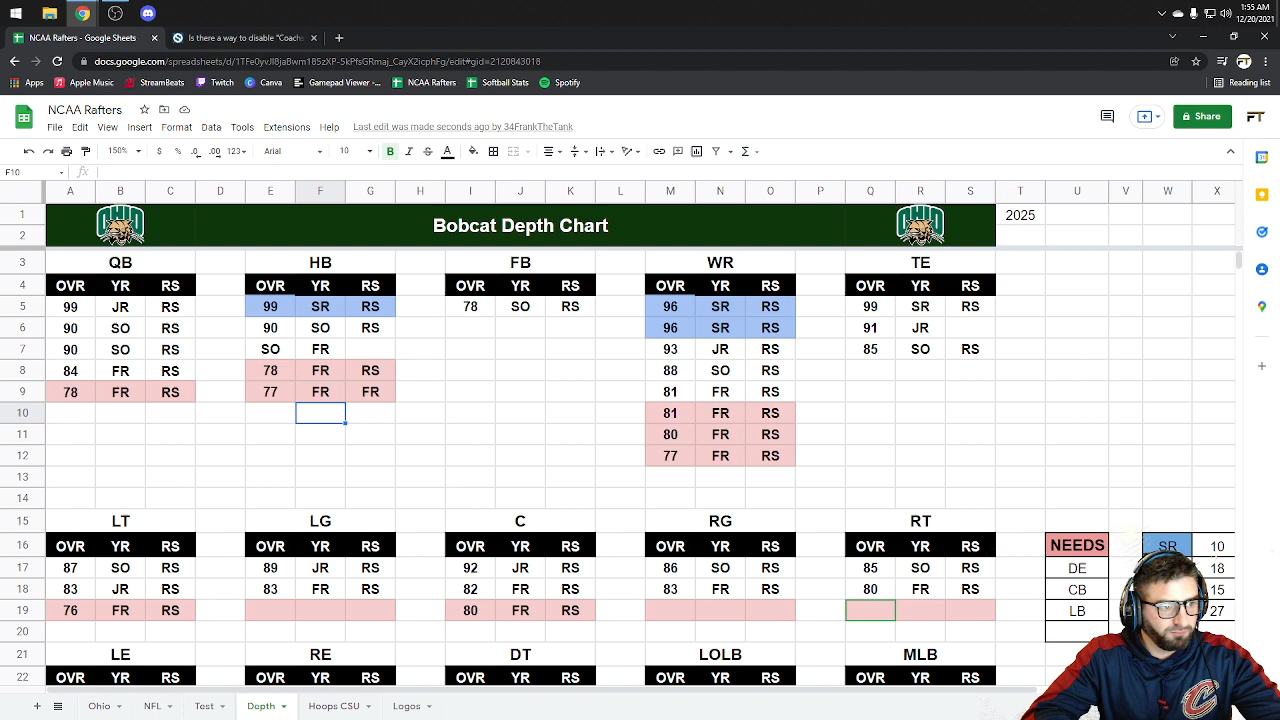 1:55 AM
12/20/2021
NCAA Rafters - Google Sheets
Is there a way to disable "Coach
docs.google.com/spreadsheets/d/1TFe0yvJl8jaBwm185zXP-5kPfsGRmaj_CayX2icphFg/edit#gid=2120843018
Apps Apple Music StreamBeats Twitch Canva Gamepad Viewer -... NCAA Rafters Softball Stats Spotify Reading list
NCAA Rafters
File Edit View Insert Format Data Tools Extensions Help Last edit was made seconds ago by 34FrankTheTank
Share
FT
150% $ % .0 .00 123 Arial 10 B I S A
F10 fx
A B C D E F G H I J K L M N O P Q R S T U V W X
1 OHIO Bobcat Depth Chart OHIO 2025
2
3 QB HB FB WR TE
4 OVR YR RS OVR YR RS OVR YR RS OVR YR RS OVR YR RS
5 99 JR RS 99 SR RS 78 SO RS 96 SR RS 99 SR RS
6 90 SO RS 90 SO RS 96 SR RS 91 JR
7 90 SO RS SO FR 93 JR RS 85 SO RS
8 84 FR RS 78 FR RS 88 SO RS
9 78 FR RS 77 FR FR 81 FR RS
10 81 FR RS
11 80 FR RS
12 77 FR RS
13
14
15 LT LG C RG RT
16 OVR YR RS OVR YR RS OVR YR RS OVR YR RS OVR YR RS NEEDS SR 10
17 87 SO RS 89 JR RS 92 JR RS 86 SO RS 85 SO RS DE 18
18 83 JR RS 83 FR RS 82 FR RS 83 FR RS 80 FR RS CB 15
19 76 FR RS 80 FR RS LB 27
20
21 LE RE DT LOLB MLB
22 OVR YR RS OVR YR RS OVR YR RS OVR YR RS OVR YR RS
Ohio NFL Test Depth Hoops CSU Logos